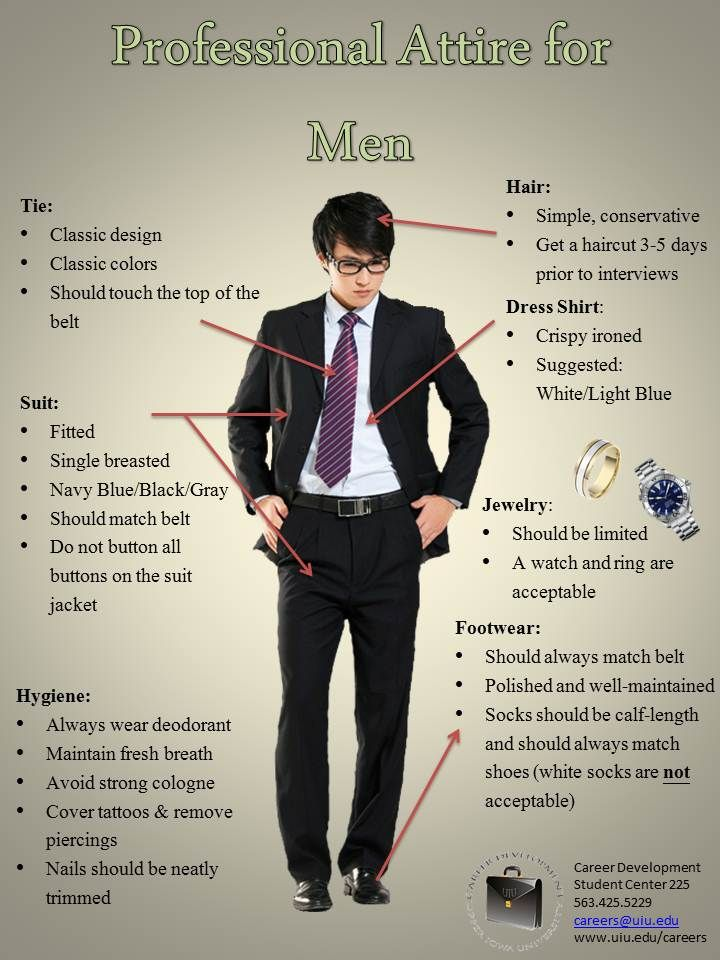 Professional Attire for
Men
Tie:
• Classic design
• Classic colors
• Should touch the top of the
belt
Suit:
• Fitted
• Single breasted
• Navy Blue/Black/Gray
• Should match belt
• Do not button all
buttons on the suit
jacket
Hygiene:
• Always wear deodorant
• Maintain fresh breath
• Avoid strong cologne
• Cover tattoos & remove
piercings
• Nails should be neatly
trimmed
Hair:
• Simple, conservative
• Get a haircut 3-5 days
prior to interviews
Dress Shirt:
• Crispy ironed
• Suggested:
White/Light Blue
Jewelry:
• Should be limited
• A watch and ring are
acceptable
Footwear:
• Should always match belt
• Polished and well-maintained
• Socks should be calf-length
and should always match
shoes (white socks are not
acceptable)
CAREER DEVELOPMENT
UIU
Career Development
Student Center 225
563.425.5229
careers@uiu.edu
www.uiu.edu/careers